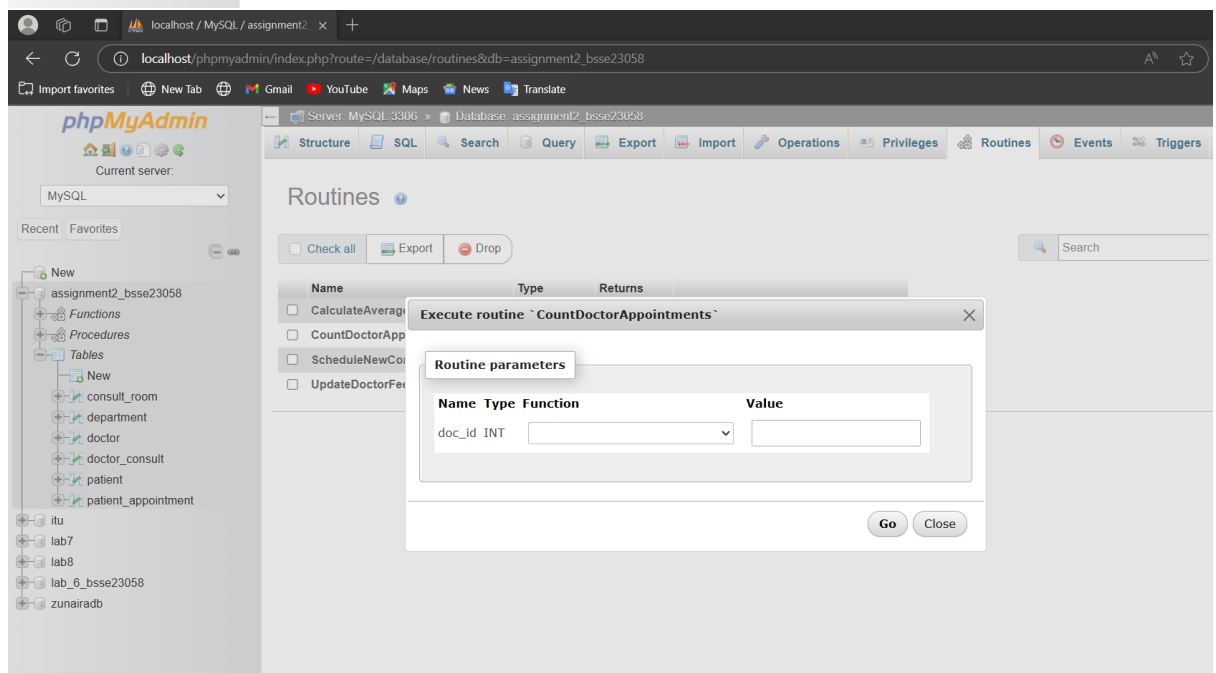 localhost / MySQL / assignment2_
localhost/phpmyadmin/index.php?route=/database/routines&db=assignment2_bsse23058
Import favorites New Tab Gmail YouTube Maps News Translate
phpMyAdmin
Current server:
MySQL
Recent Favorites
New
assignment2_bsse23058
Functions
Procedures
Tables
New
consult_room
department
doctor
doctor_consult
patient
patient_appointment
itu
lab7
lab8
lab_6_bsse23058
zunairadb
Server: MySQL:3306 » Database: assignment2_bsse23058
Structure SQL Search Query Export Import Operations Privileges Routines Events Triggers
Routines
Check all Export Drop
Search
Name Type Returns
CalculateAverage
CountDoctorApp
ScheduleNewCon
UpdateDoctorFee
Execute routine `CountDoctorAppointments`
Routine parameters
Name Type Function Value
doc_id INT
Go Close